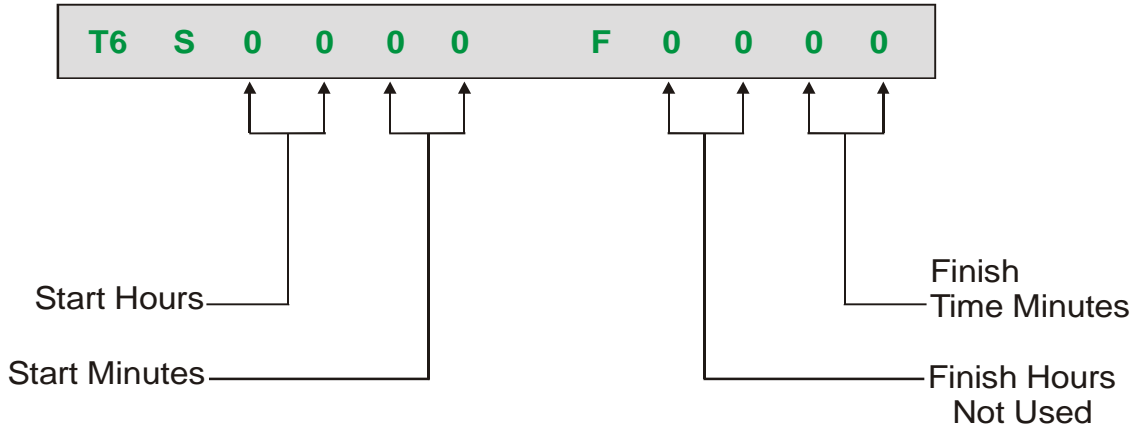 T6 S 0 0 0 0 F 0 0 0 0
Start Hours
Finish
Time Minutes
Start Minutes
Finish Hours
Not Used